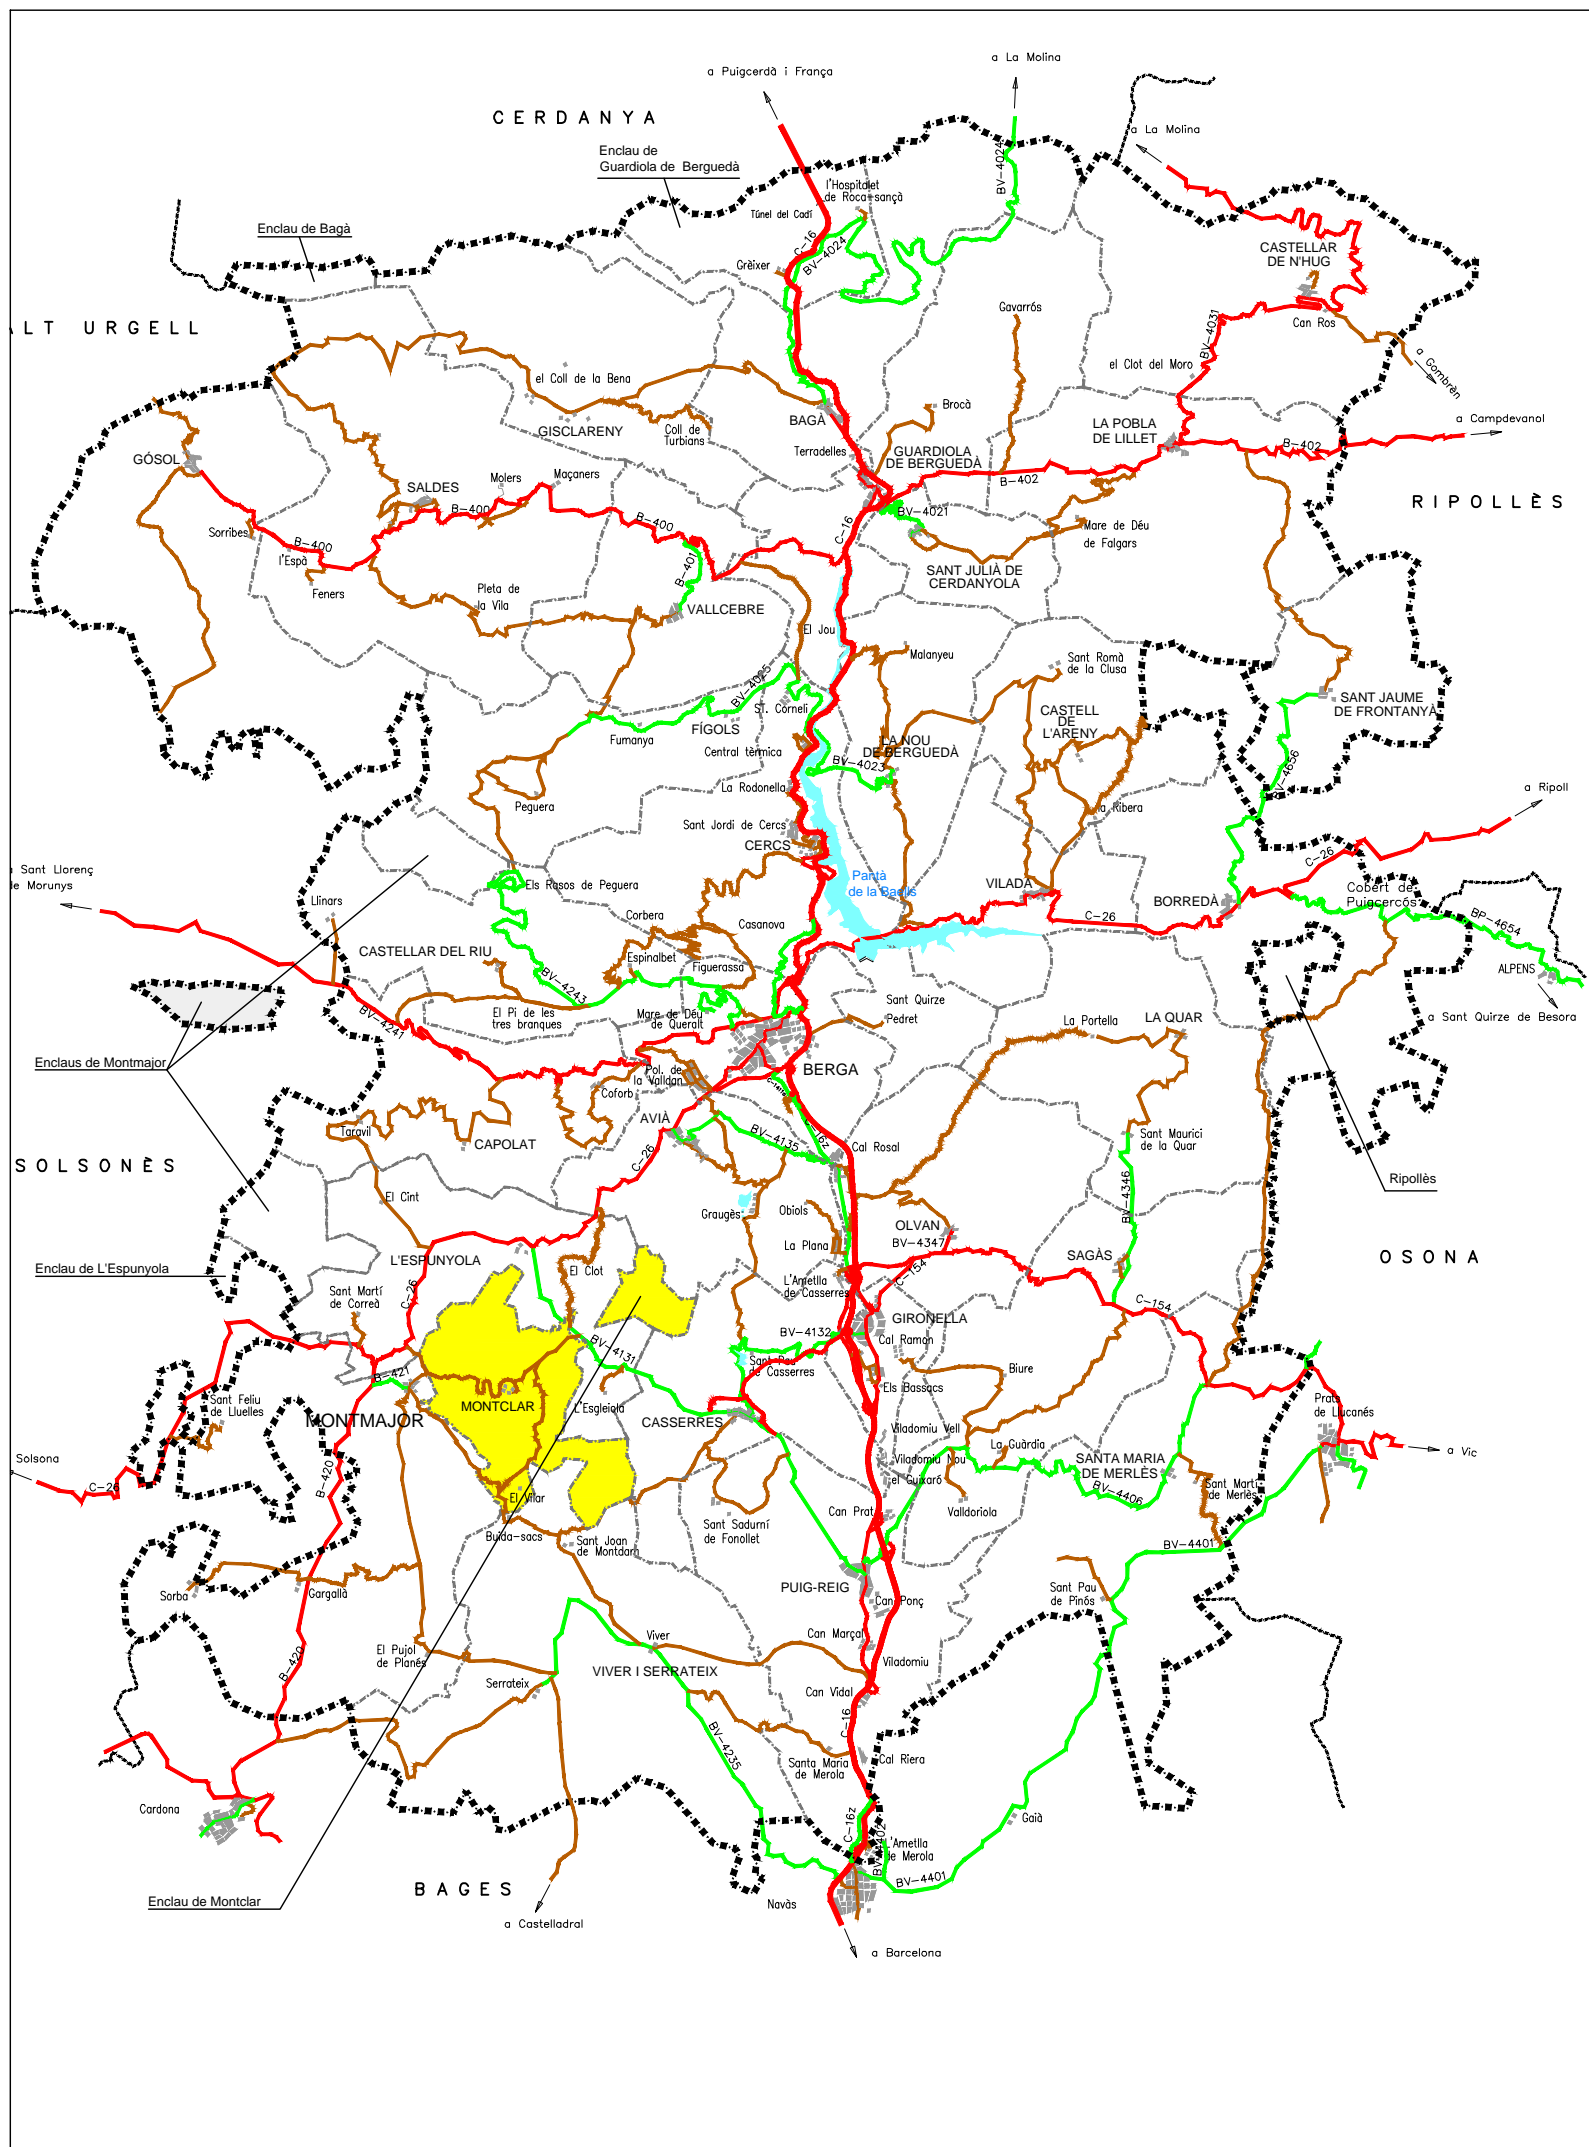 a La Molina
a Puigcerdà i França
CERDANYA
a La Molina
Enclau de
Guardiola de Berguedà
BV-4024
l'Hospitalet
de Roca-sançà
Túnel del Cadí
Enclau de Bagà
C-16
BV-4024
Grèixer
CASTELLAR
DE N'HUG
Gavarrós
ALT URGELL
BV-4031
Can Ros
el Clot del Moro
a Gombrèn
el Coll de la Bena
Brocà
BAGÀ
GISCLARENY
Coll de
Turbians
LA POBLA
DE LILLET
a Campdevanol
B-402
Terradelles
GUARDIOLA
DE BERGUEDÀ
GÓSOL
B-402
SALDES
Molers
Maçaners
B-400
B-400
RIPOLLÈS
BV-4021
C-16
Mare de Déu
de Falgars
Sorribes
B-400
l'Espà
Feners
B-401
SANT JULIÀ DE
CERDANYOLA
Pleta de
la Vila
VALLCEBRE
El Jou
Malanyeu
Sant Romà
de la Clusa
BV-4025
ST. Corneli
SANT JAUME
DE FRONTANYÀ
CASTELL
DE
L'ARENY
FÍGOLS
Fumanya
Central tèrmica
LA NOU
DE BERGUEDÀ
BV-4023
BV-4656
La Rodonella
Peguera
la Ribera
a Ripoll
Sant Jordi de Cercs
CERCS
C-26
a Sant Llorenç
de Morunys
Els Rasos de Peguera
Pantà
de la Baells
VILADA
Cobert de
Puigcercós
BORREDÀ
Llinars
Corbera
Casanova
C-26
BP-4654
CASTELLAR DEL RIU
Espinalbet
Figuerassa
ALPENS
BV-4243
Sant Quirze
Pedret
El Pi de les
tres branques
Mare de Déu
de Queralt
La Portella
LA QUAR
a Sant Quirze de Besora
BV-4241
Enclaus de Montmajor
BERGA
Pol. de
la Valldan
Coforb
Taravil
AVIÀ
CAPOLAT
C-16z
BV-4135
Cal Rosal
Sant Maurici
de la Quar
C-26
SOLSONÈS
Ripollès
BV-4346
El Cint
Graugès
Obiols
OLVAN
BV-4347
La Plana
SAGÀS
OSONA
L'ESPUNYOLA
Enclau de L'Espunyola
El Clot
C-154
L'Ametlla
de Casserres
Sant Martí
de Correà
C-26
C-154
GIRONELLA
BV-4132
Cal Ramon
BV-4131
Sant Pau
de Casserres
Biure
B-421
Els Bassacs
Sant Feliu
de Lluelles
MONTMAJOR
MONTCLAR
L'Esgleiola
CASSERRES
Prats
de Lluçanés
Viladomiu Vell
La Guàrdia
a Vic
Solsona
Viladomiu Nou
SANTA MARIA
DE MERLÈS
el Guixaró
C-26
B-420
Sant Martí
de Merlès
BV-4406
El Vilar
Valldoriola
Can Prat
Sant Sadurní
de Fonollet
Buida-sacs
Sant Joan
de Montdarn
BV-4401
PUIG-REIG
Sorba
Gargallà
Sant Pau
de Pinós
Can Ponç
Can Marçal
Viver
El Pujol
de Planés
B-420
Viladomiu
VIVER I SERRATEIX
Serrateix
Can Vidal
C-16
BV-4235
Santa Maria
de Merola
Cal Riera
Cardona
C-16z
Gaià
BV-4402
L'Ametlla
de Merola
BV-4401
BAGES
Enclau de Montclar
Navàs
a Castelladral
a Barcelona